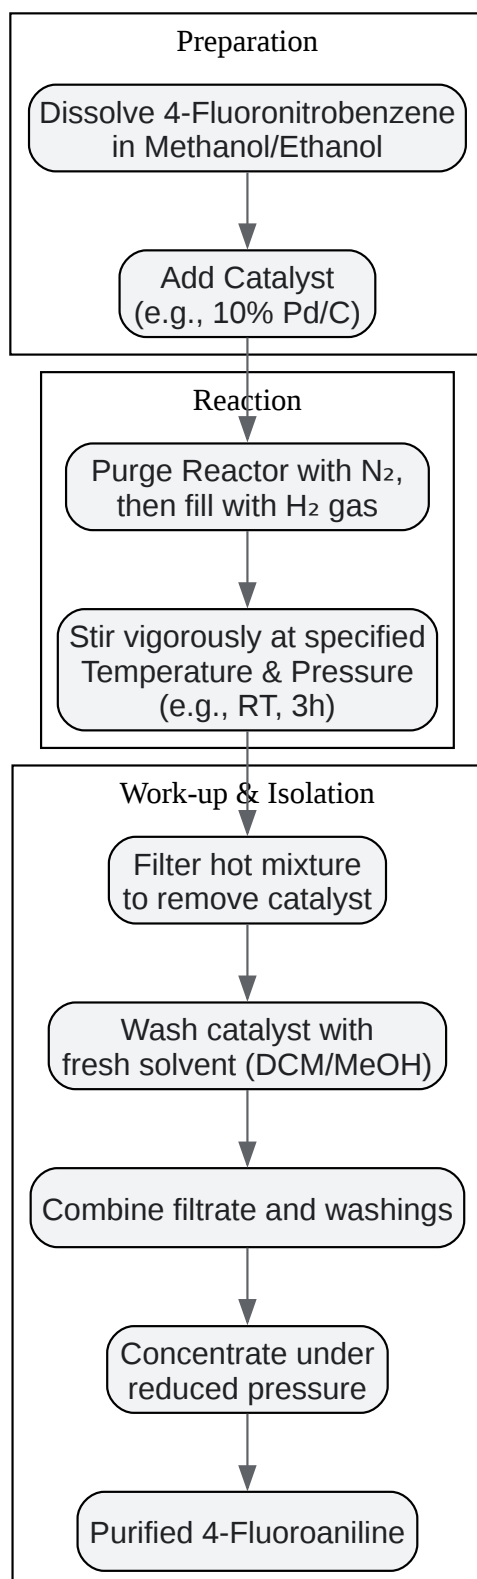 Preparation
Dissolve 4-Fluoronitrobenzene
in Methanol/Ethanol
Add Catalyst
(e.g., 10% Pd/C)
Reaction
Purge Reactor with N₂,
then fill with H₂ gas
Stir vigorously at specified
Temperature & Pressure
(e.g., RT, 3h)
Work-up & Isolation
Filter hot mixture
to remove catalyst
Wash catalyst with
fresh solvent (DCM/MeOH)
Combine filtrate and washings
Concentrate under
reduced pressure
Purified 4-Fluoroaniline